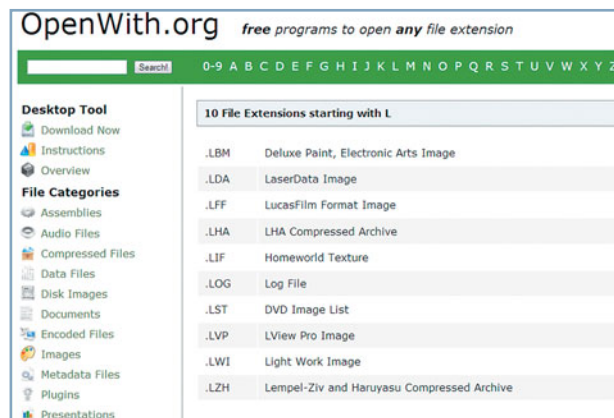 OpenWith.org free programs to open any file extension
Search! 0-9 A B C D E F G H I J K L M N O P Q R S T U V W X Y Z
Desktop Tool
Download Now
Instructions
Overview
File Categories
Assemblies
Audio Files
Compressed Files
Data Files
Disk Images
Documents
Encoded Files
Images
Metadata Files
Plugins
Presentations
10 File Extensions starting with L
.LBM Deluxe Paint, Electronic Arts Image
.LDA LaserData Image
.LFF LucasFilm Format Image
.LHA LHA Compressed Archive
.LIF Homeworld Texture
.LOG Log File
.LST DVD Image List
.LVP LView Pro Image
.LWI Light Work Image
.LZH Lempel-Ziv and Haruyasu Compressed Archive